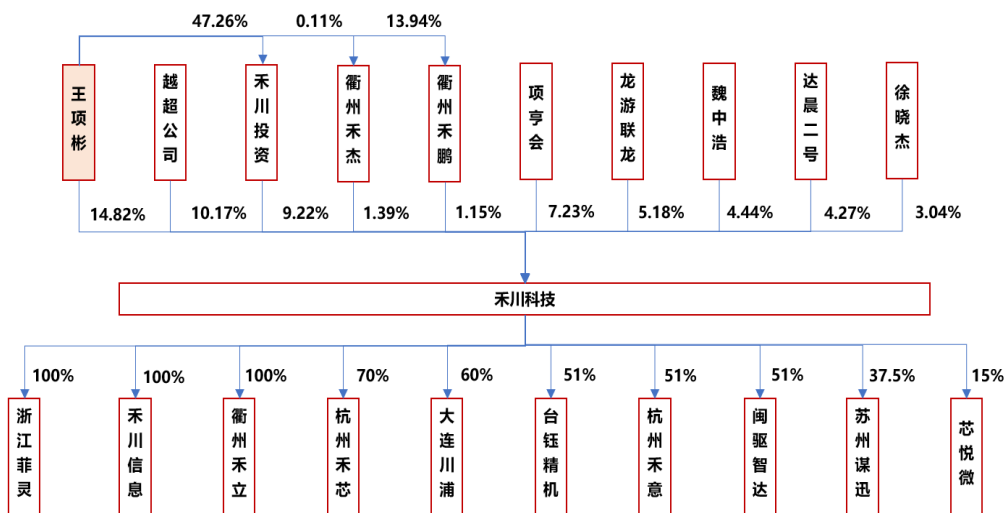 47.26% 0.11% 13.94%
王项彬
越超公司
禾川投资
衢州禾杰
衢州禾鹏
项亨会
龙游联龙
魏中浩
达晨二号
徐晓杰
14.82% 10.17% 9.22% 1.39% 1.15% 7.23% 5.18% 4.44% 4.27% 3.04%
禾川科技
100% 100% 100% 70% 60% 51% 51% 51% 37.5% 15%
浙江菲灵
禾川信息
衢州禾立
杭州禾芯
大连川浦
台钰精机
杭州禾意
闽驱智达
苏州谋迅
芯悦微